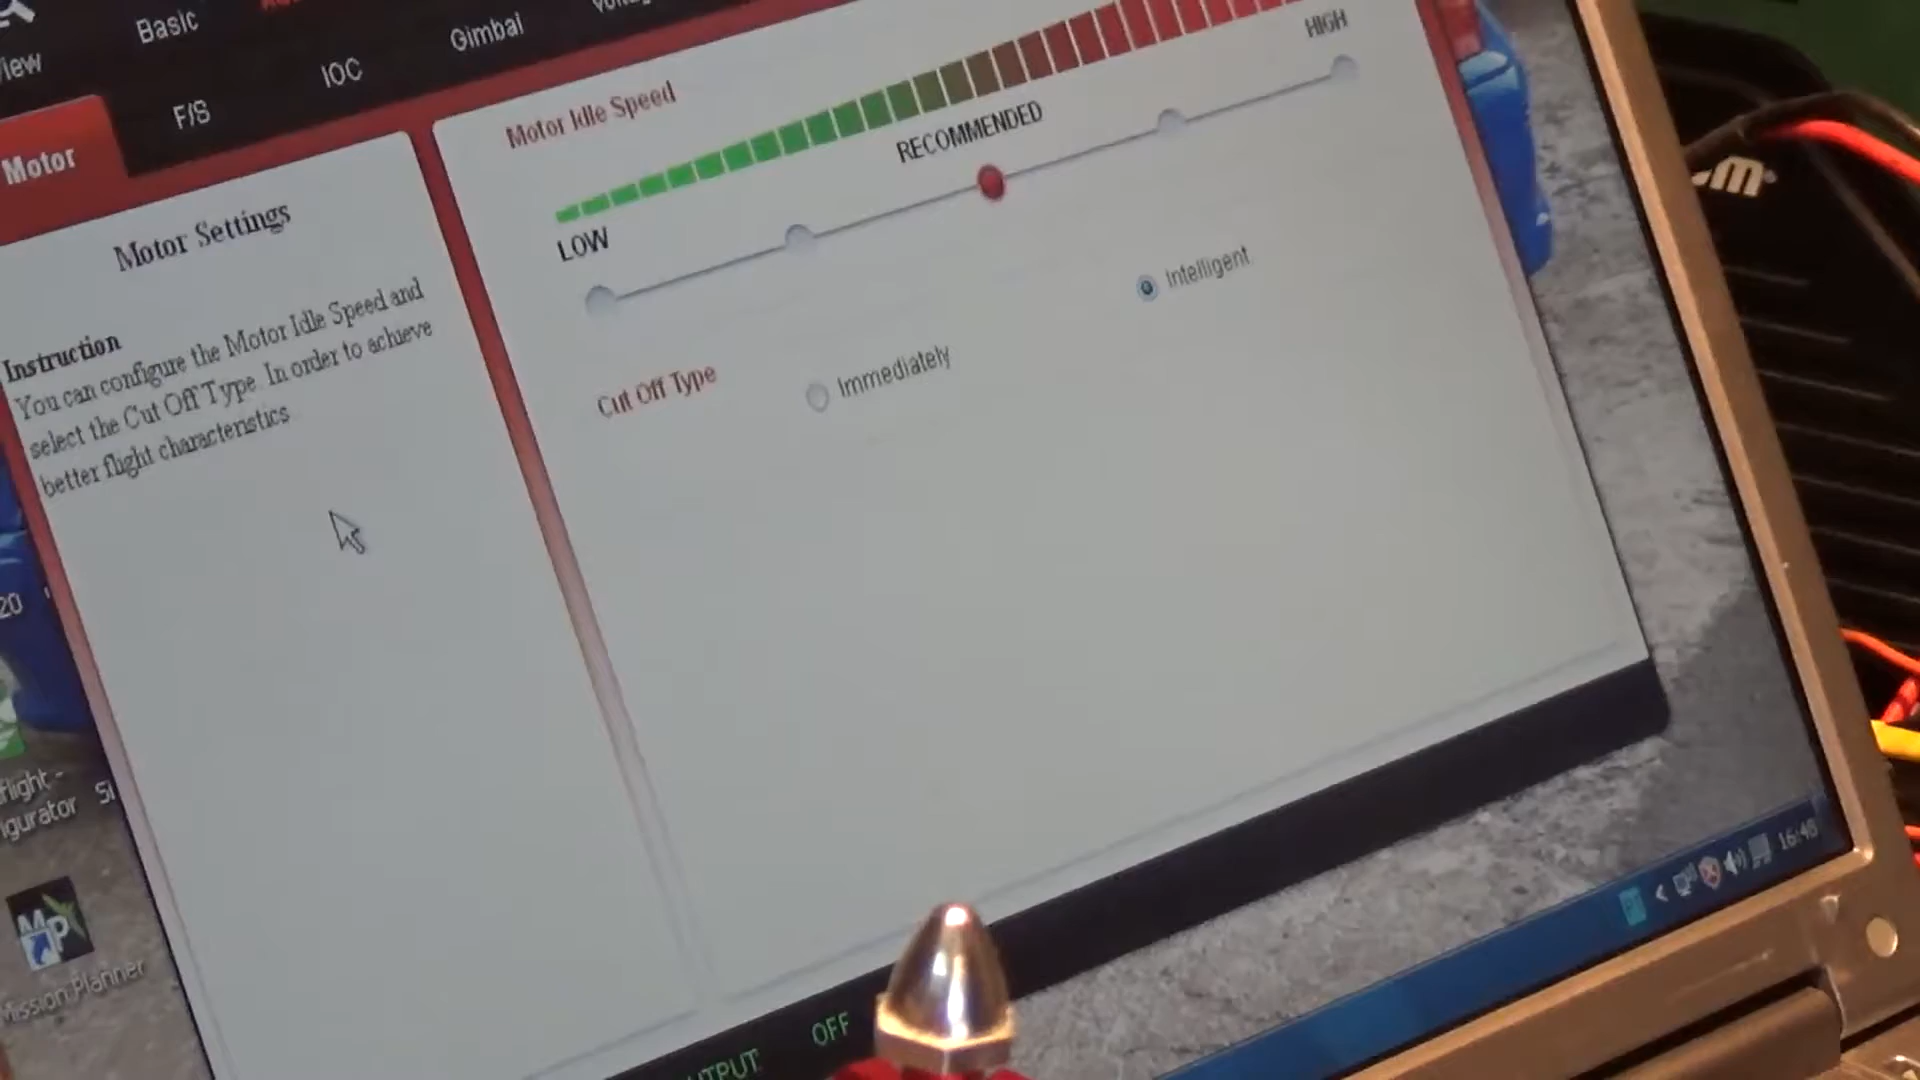 Basic
Gimbal
IOC
F/S
Motor
Motor Settings
Instruction
You can configure the Motor Idle Speed and
select the Cut Off Type. In order to achieve
better flight characteristics
Motor Idle Speed
HIGH
RECOMMENDED
LOW
Cut Off Type
Immediately
Intelligent
OFF
20
MP
Mission Planner
16:48